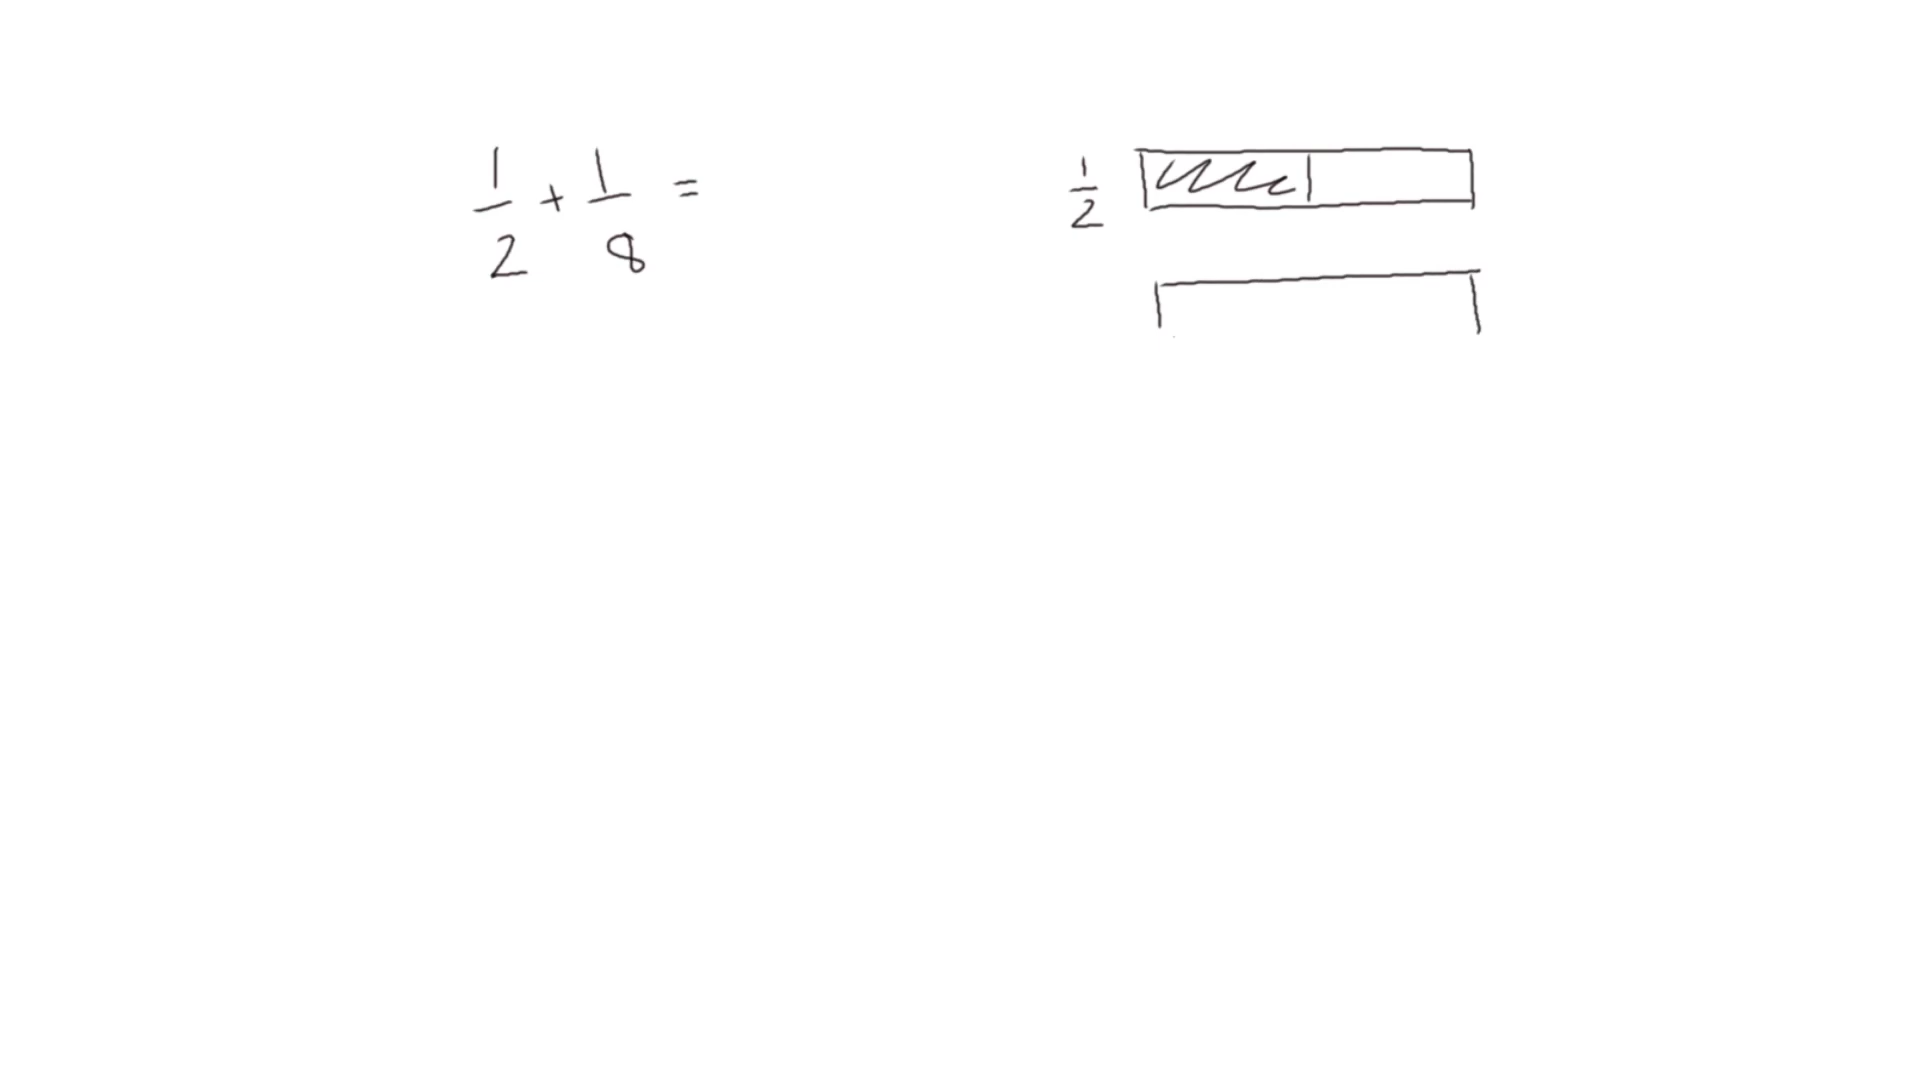 1/2 + 1/8 =
1/2